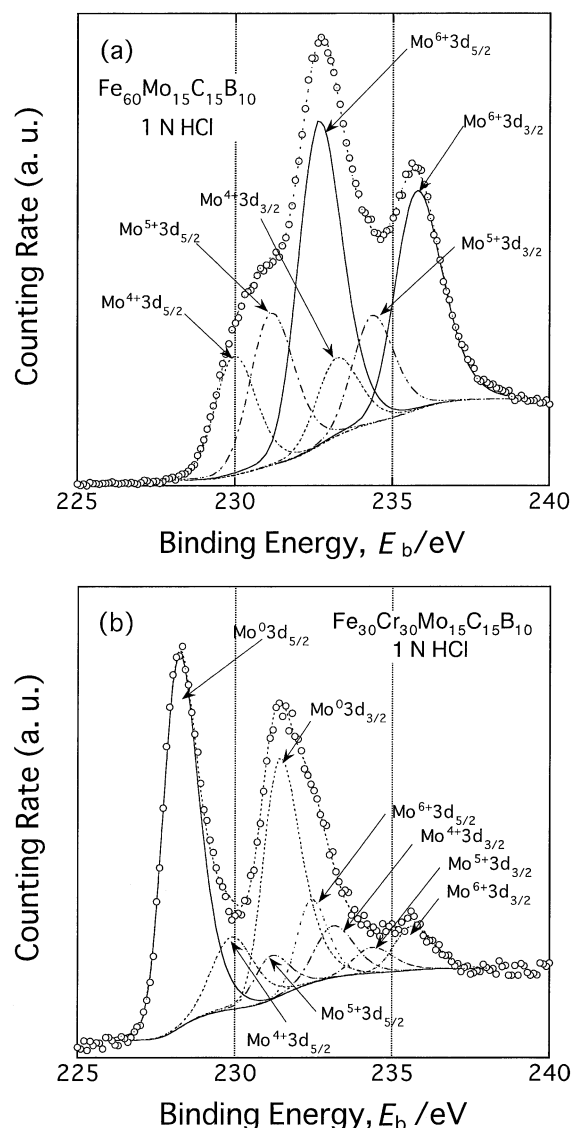 (a)
Fe60Mo15C15B10
1 N HCl
Mo6+3d5/2
Mo6+3d3/2
Mo4+3d3/2
Mo5+3d5/2
Mo5+3d3/2
Mo4+3d5/2
Counting Rate (a. u.)
225 230 235 240
Binding Energy, Eb/eV
(b)
Mo03d5/2
Fe30Cr30Mo15C15B10
1 N HCl
Mo03d3/2
Mo6+3d5/2
Mo4+3d3/2
Mo5+3d3/2
Mo6+3d3/2
Mo5+3d5/2
Mo4+3d5/2
Counting Rate (a. u.)
225 230 235 240
Binding Energy, Eb/eV